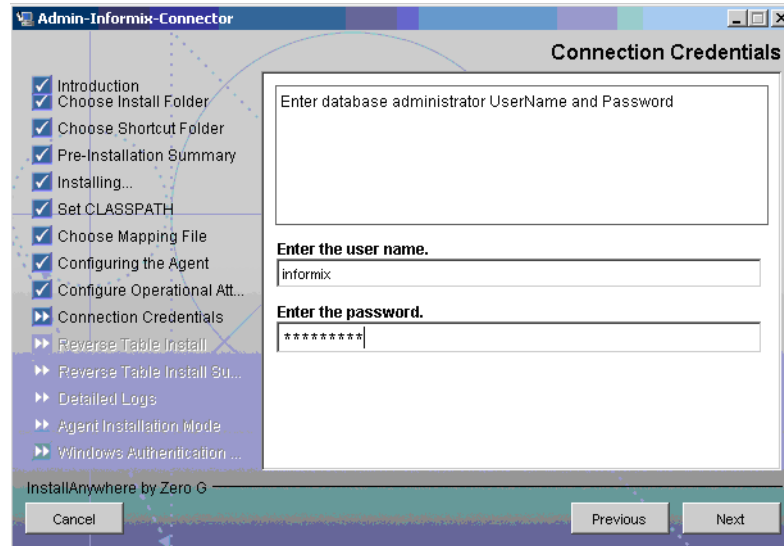 Admin-Informix-Connector
Connection Credentials
Introduction
Choose Install Folder
Choose Shortcut Folder
Pre-Installation Summary
Installing...
Set CLASSPATH
Choose Mapping File
Configuring the Agent
Configure Operational Att...
Connection Credentials
Reverse Table Install
Reverse Table Install Su...
Detailed Logs
Agent Installation Mode
Windows Authentication ...
Enter database administrator UserName and Password
Enter the user name.
informix
Enter the password.
*********
InstallAnywhere by Zero G
Cancel
Previous
Next